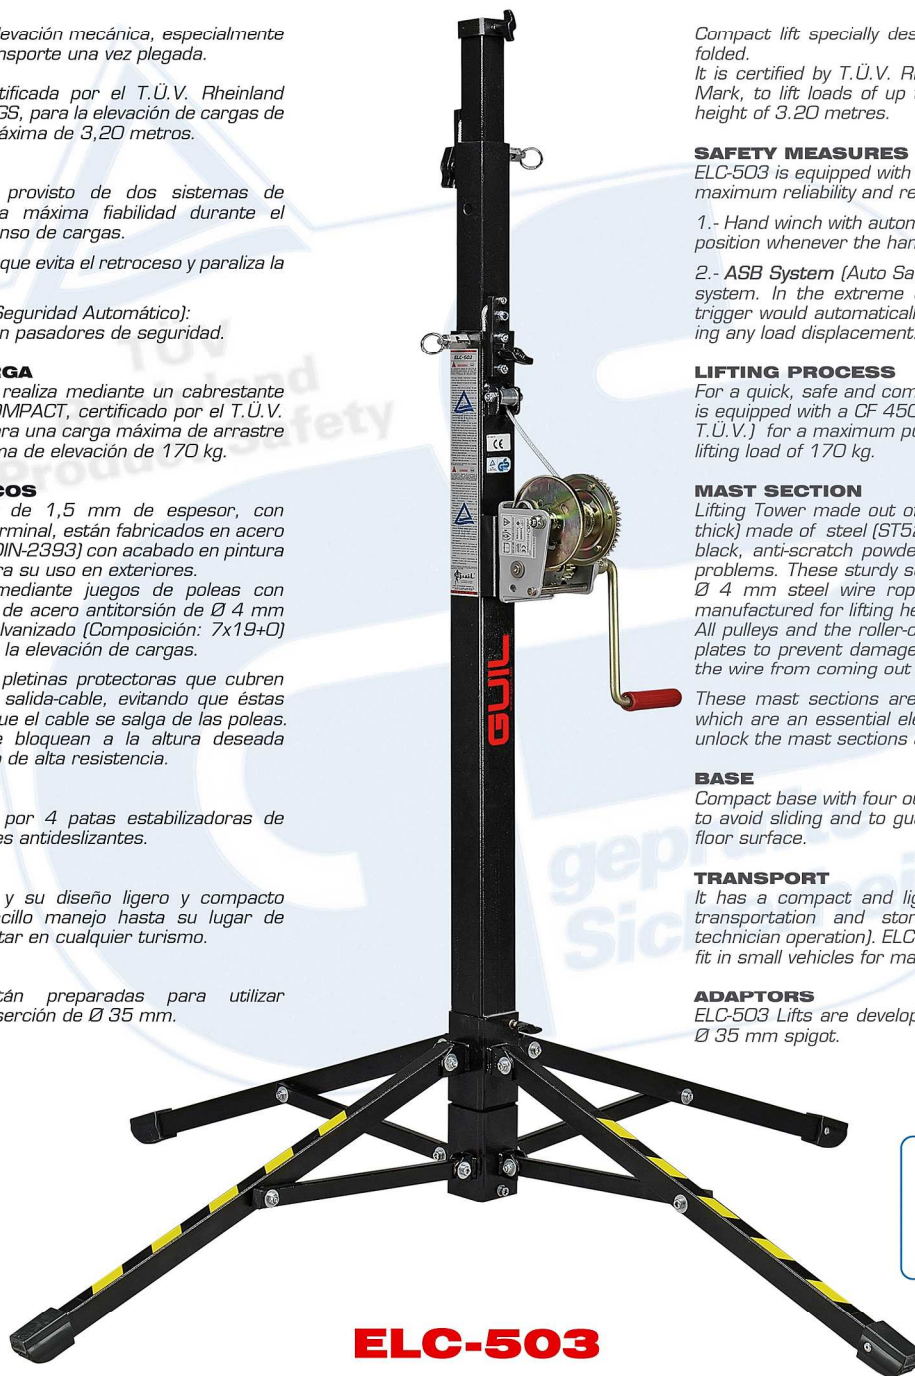 levación mecánica, especialmente
nsporte una vez plegada.
tificada por el T.Ü.V. Rheinland
GS, para la elevación de cargas de
áxima de 3,20 metros.
provisto de dos sistemas de
a máxima fiabilidad durante el
nso de cargas.
que evita el retroceso y paraliza la
Seguridad Automático):
n pasadores de seguridad.
RGA
realiza mediante un cabrestante
OMPACT, certificado por el T.Ü.V.
ara una carga máxima de arrastre
ma de elevación de 170 kg.
COS
de 1,5 mm de espesor, con
erminal, están fabricados en acero
DIN-2393) con acabado en pintura
ra su uso en exteriores.
mediante juegos de poleas con
de acero antitorsión de Ø 4 mm
lvanizado (Composición: 7x19+0)
la elevación de cargas.
pletinas protectoras que cubren
salida-cable, evitando que éstas
ue el cable se salga de las poleas.
e bloquean a la altura deseada
de alta resistencia.
por 4 patas estabilizadoras de
es antideslizantes.
y su diseño ligero y compacto
cillo manejo hasta su lugar de
tar en cualquier turismo.
tán preparadas para utilizar
serción de Ø 35 mm.
TÜV
Rheinland
Product Safety
ELC-503
CE
GUIL
Compact lift specially des
folded.
It is certified by T.Ü.V. R
Mark, to lift loads of up
height of 3.20 metres.
SAFETY MEASURES
ELC-503 is equipped with
maximum reliability and re
1.- Hand winch with autom
position whenever the han
2.- ASB System (Auto Sa
system. In the extreme
trigger would automatically
ing any load displacement.
LIFTING PROCESS
For a quick, safe and com
is equipped with a CF 450
T.Ü.V.) for a maximum pu
lifting load of 170 kg.
MAST SECTION
Lifting Tower made out of
thick) made of steel (ST52
black, anti-scratch powde
problems. These sturdy s
Ø 4 mm steel wire rop
manufactured for lifting he
All pulleys and the roller-c
plates to prevent damage
the wire from coming out
These mast sections are
which are an essential ele
unlock the mast sections
BASE
Compact base with four ou
to avoid sliding and to gua
floor surface.
TRANSPORT
It has a compact and lig
transportation and stor
technician operation). ELC
fit in small vehicles for ma
ADAPTORS
ELC-503 Lifts are develop
Ø 35 mm spigot.
geprüfte
Sicherhei
ELC-503